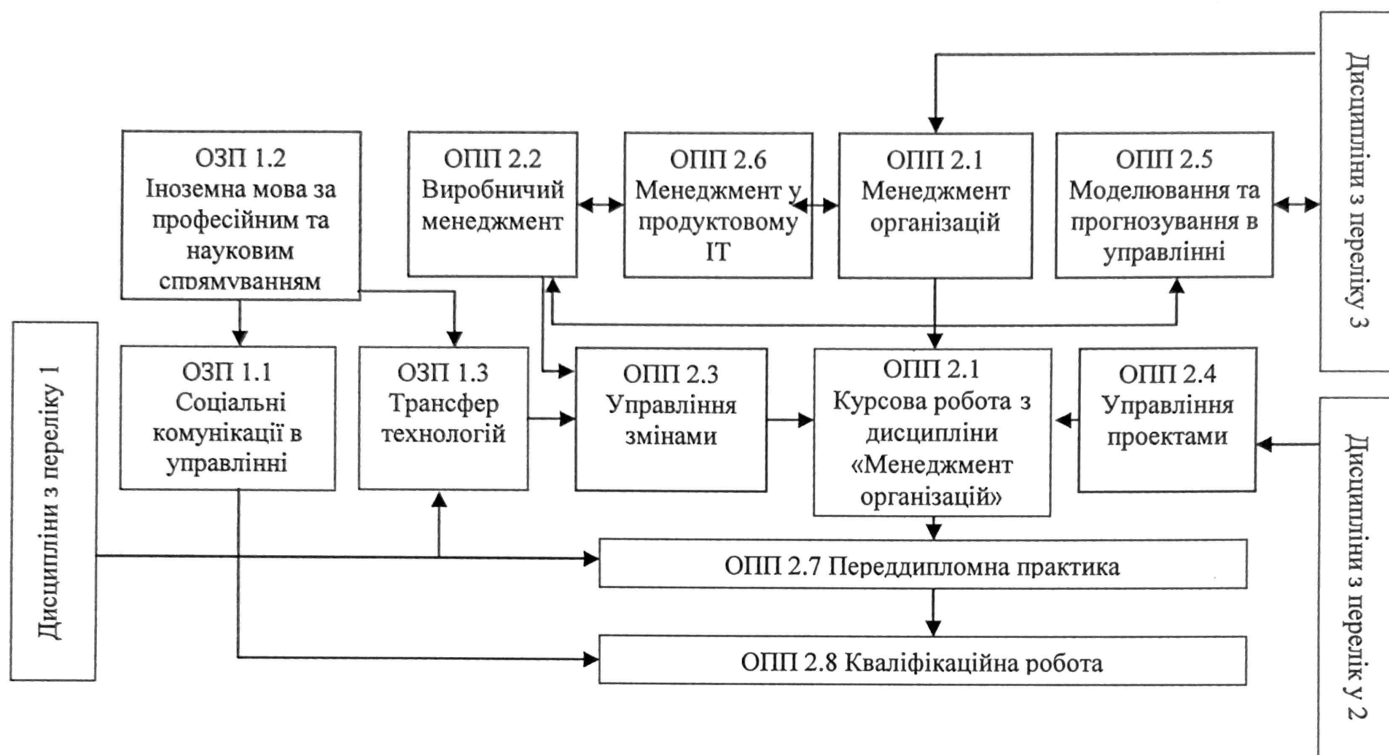 Дисципліни з переліку 3
ОЗП 1.2
Іноземна мова за
професійним та
науковим
спрямуванням
ОПП 2.2
Виробничий
менеджмент
ОПП 2.6
Менеджмент у
продуктовому
ІТ
ОПП 2.1
Менеджмент
організацій
ОПП 2.5
Моделювання та
прогнозування в
управлінні
Дисципліни з переліку 1
ОЗП 1.1
Соціальні
комунікації в
управлінні
ОЗП 1.3
Трансфер
технологій
ОПП 2.3
Управління
змінами
ОПП 2.1
Курсова робота з
дисципліни
«Менеджмент
організацій»
ОПП 2.4
Управління
проектами
Дисципліни з перелік у 2
ОПП 2.7 Переддипломна практика
ОПП 2.8 Кваліфікаційна робота